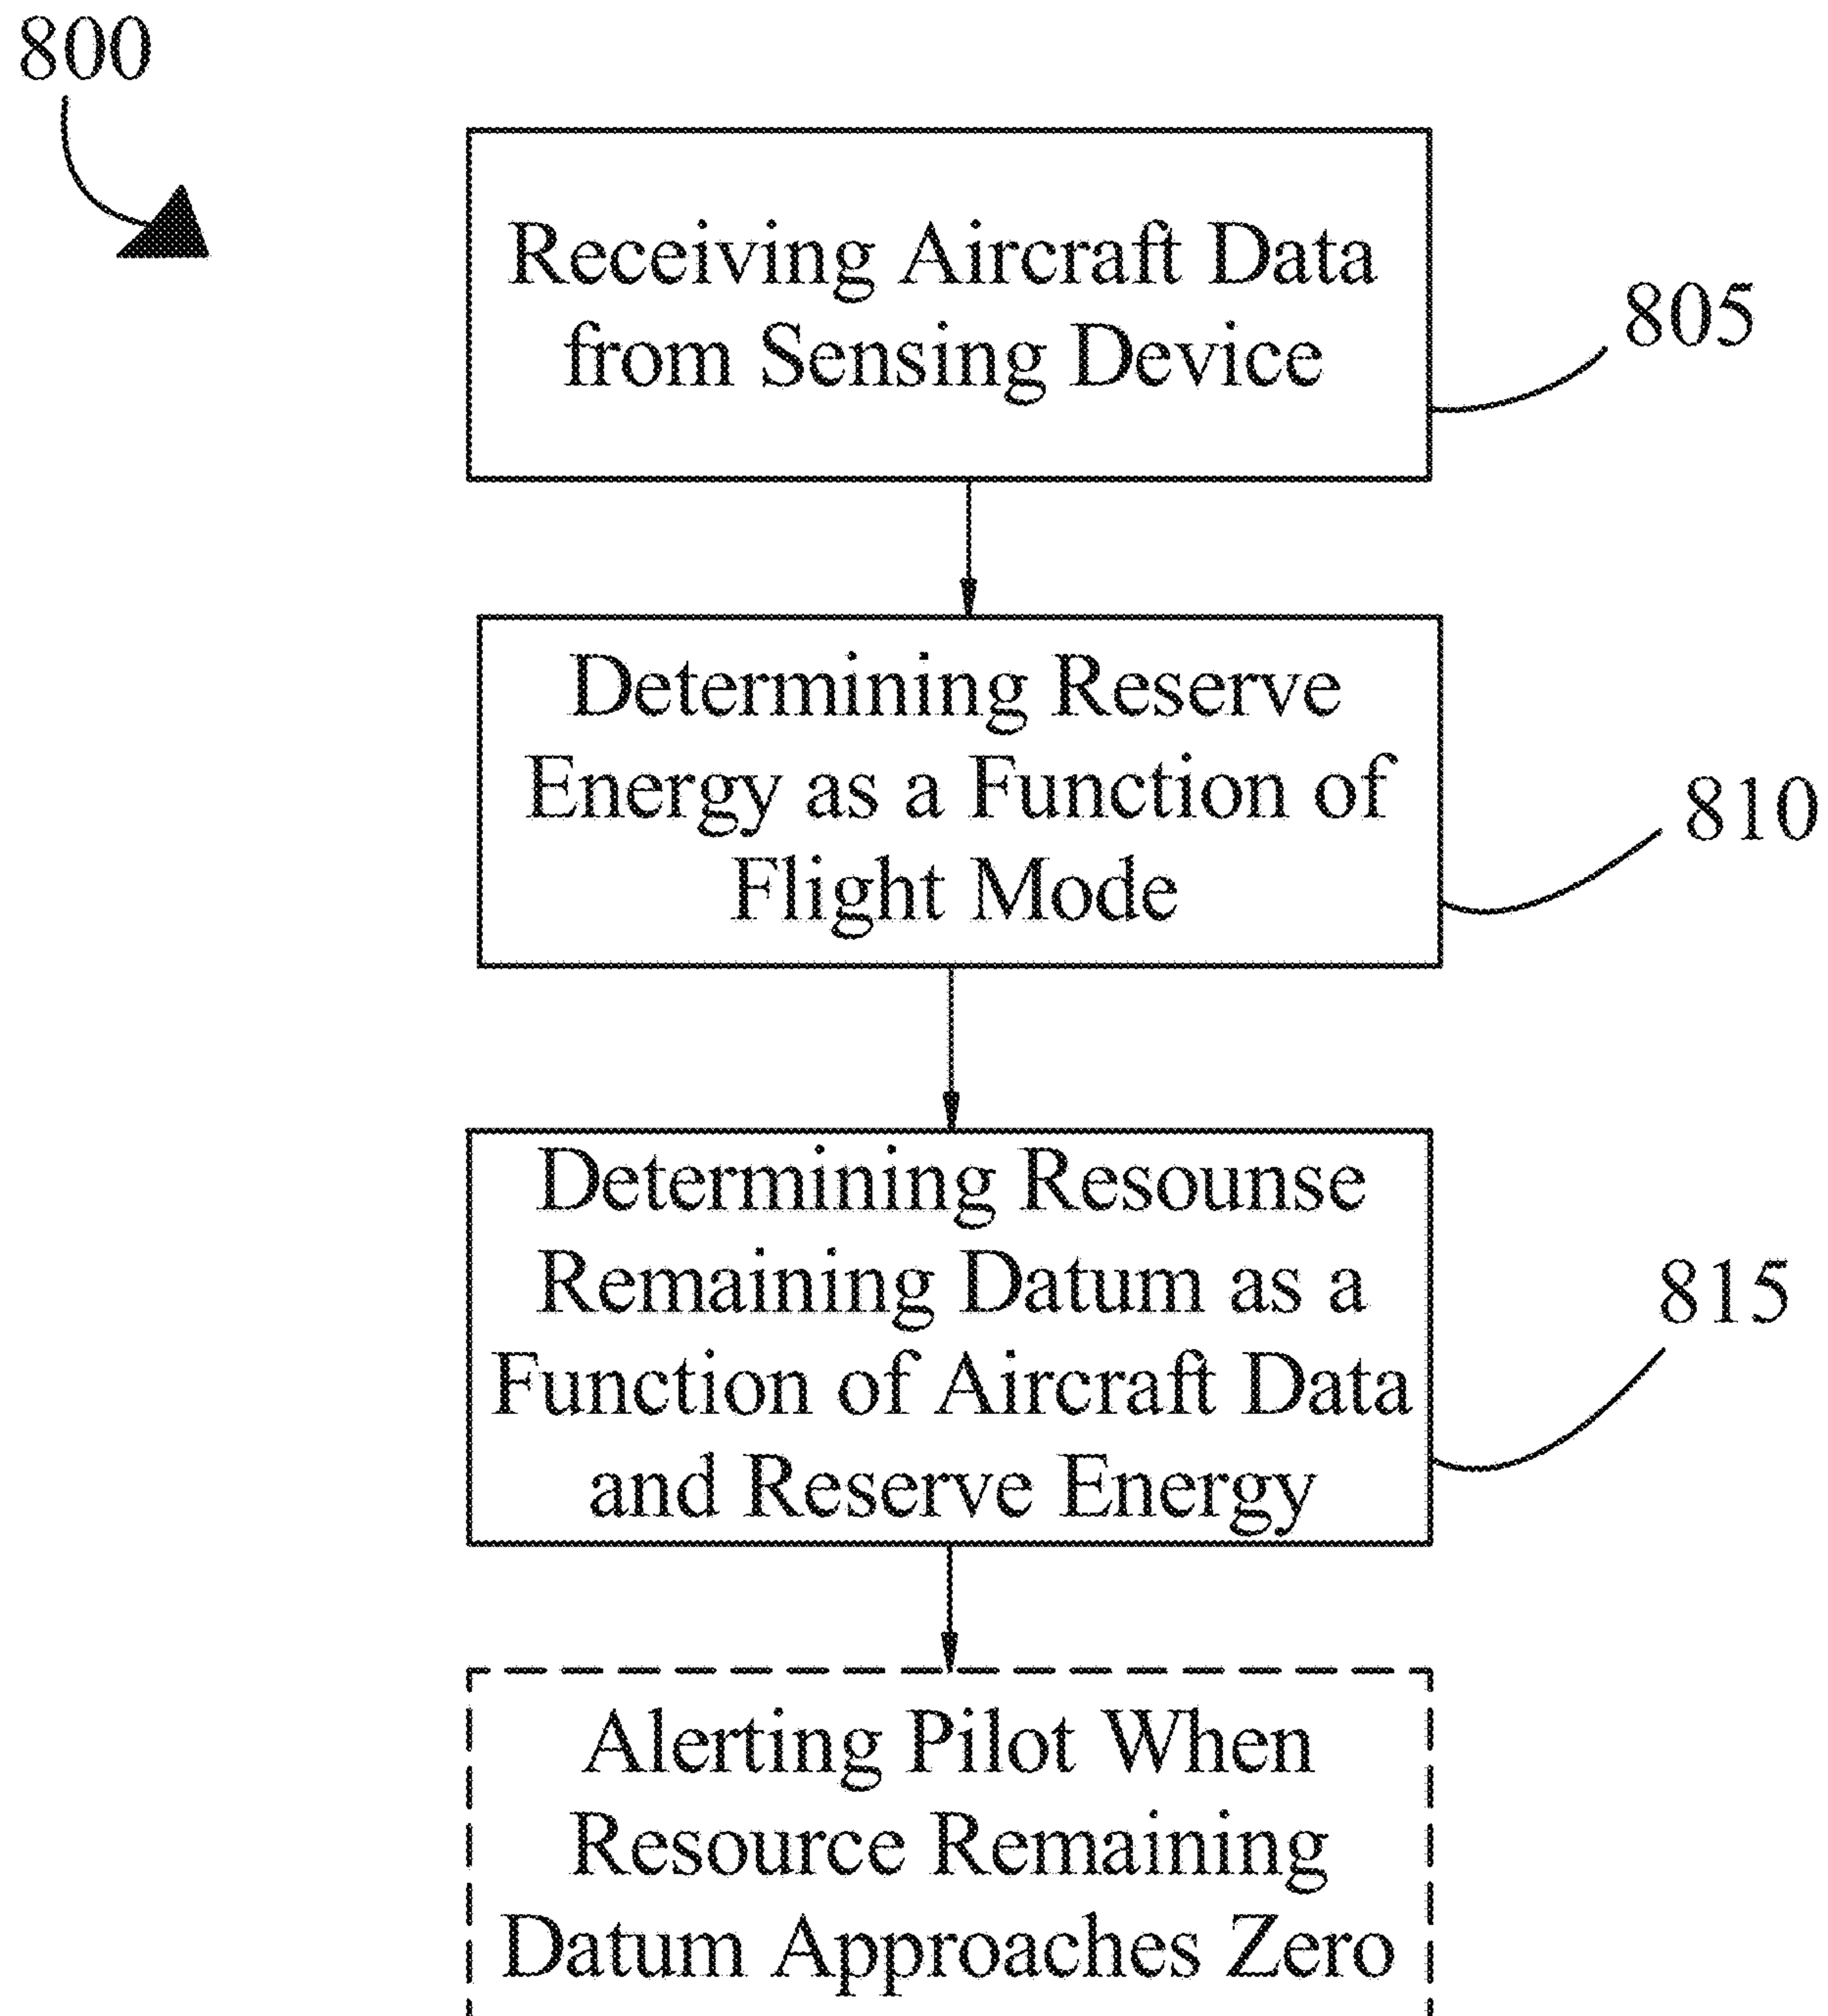 800
Receiving Aircraft Data
from Sensing Device
805
Determining Reserve
Energy as a Function of
Flight Mode
810
Determining Resounse
Remaining Datum as a
Function of Aircraft Data
and Reserve Energy
815
Alerting Pilot When
Resource Remaining
Datum Approaches Zero